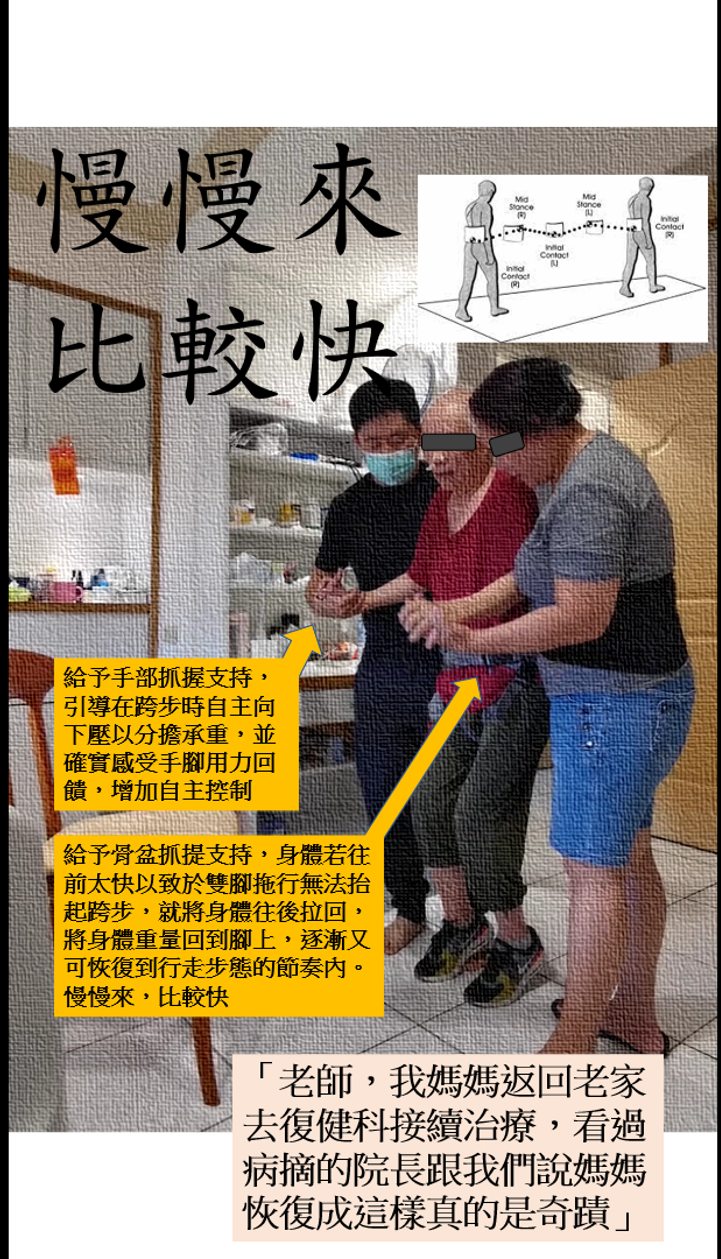 慢慢來
比較快
Mid
Stance
(R)
Mid
Stance
(L)
Initial
Contact
(R)
Initial
Contact
(L)
Initial
Contact
(R)
給予手部抓握支持，
引導在跨步時自主向
下壓以分擔承重，並
確實感受手腳用力回
饋，增加自主控制
給予骨盆抓提支持，身體若往
前太快以致於雙腳拖行無法抬
起跨步，就將身體往後拉回，
將身體重量回到腳上，逐漸又
可恢復到行走步態的節奏內。
慢慢來，比較快
「老師，我媽媽返回老家
去復健科接續治療，看過
病摘的院長跟我們說媽媽
恢復成這樣真的是奇蹟」